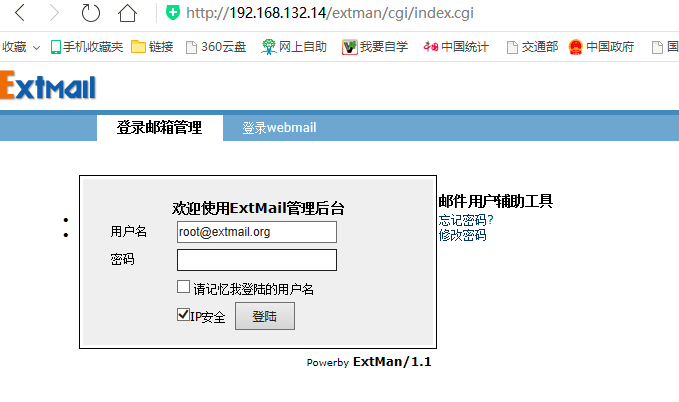 http://192.168.132.14/extman/cgi/index.cgi
收藏 手机收藏夹 链接 360云盘 网上自助 我要自学 中国统计 交通部 中国政府 国
Extmail
登录邮箱管理 登录webmail
欢迎使用ExtMail管理后台
用户名 root@extmail.org
密码
请记忆我登陆的用户名
IP安全 登陆
邮件用户辅助工具
忘记密码?
修改密码
Powerby ExtMan/1.1